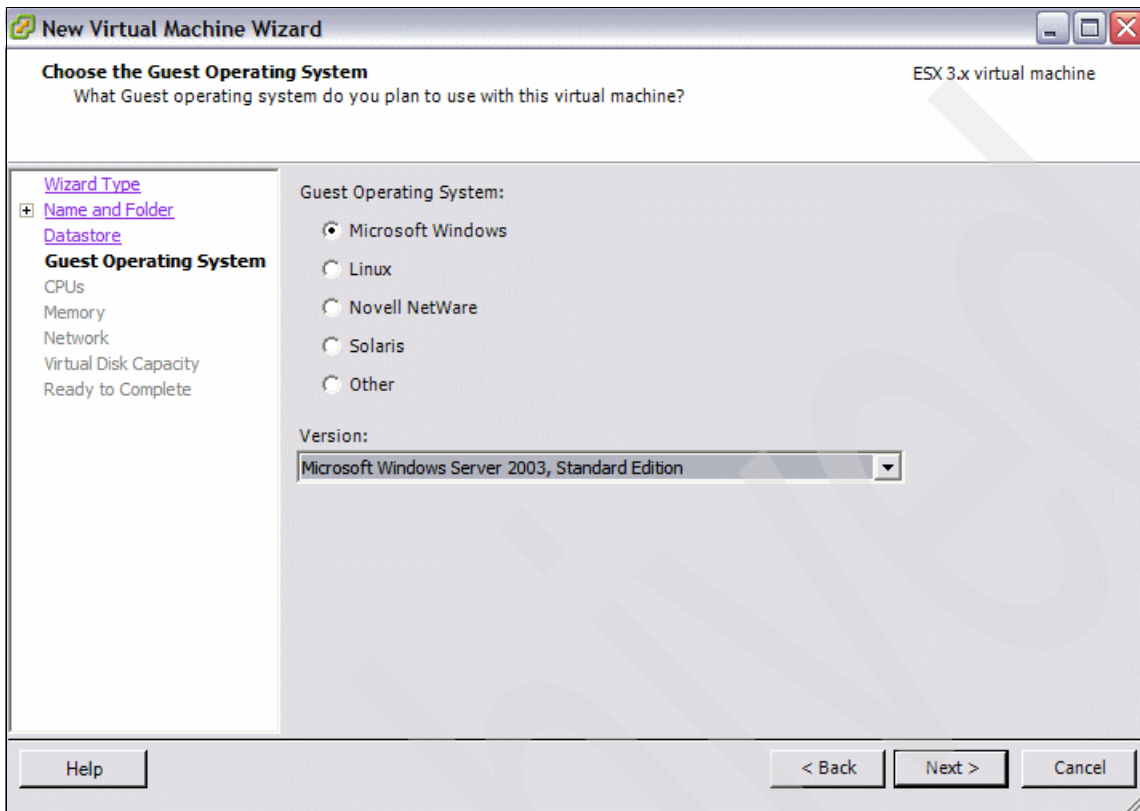 New Virtual Machine Wizard
Choose the Guest Operating System
ESX 3.x virtual machine
What Guest operating system do you plan to use with this virtual machine?
Wizard Type
Name and Folder
Datastore
Guest Operating System
CPUs
Memory
Network
Virtual Disk Capacity
Ready to Complete
Guest Operating System:
Microsoft Windows
Linux
Novell NetWare
Solaris
Other
Version:
Microsoft Windows Server 2003, Standard Edition
Help
< Back
Next >
Cancel